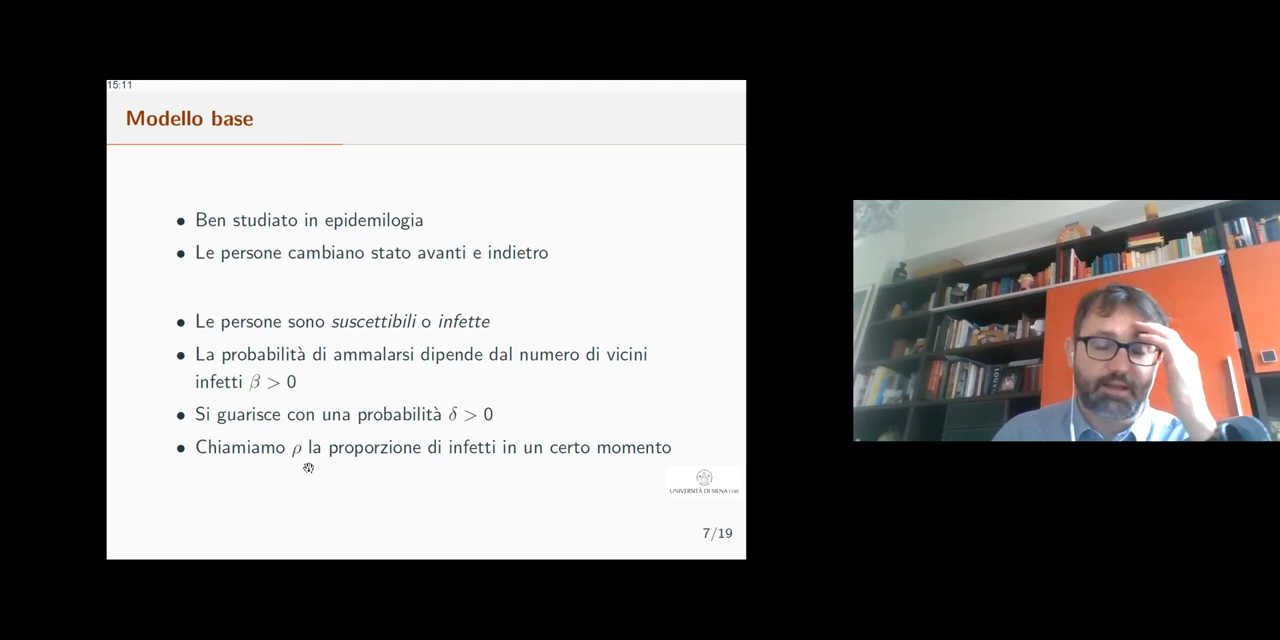 15:11
Modello base
• Ben studiato in epidemilogia
• Le persone cambiano stato avanti e indietro
• Le persone sono suscettibili o infette
• La probabilità di ammalarsi dipende dal numero di vicini
infetti β > 0
• Si guarisce con una probabilità δ > 0
• Chiamiamo ρ la proporzione di infetti in un certo momento
UNIVERSITÀ DI SIENA 1240
7/19